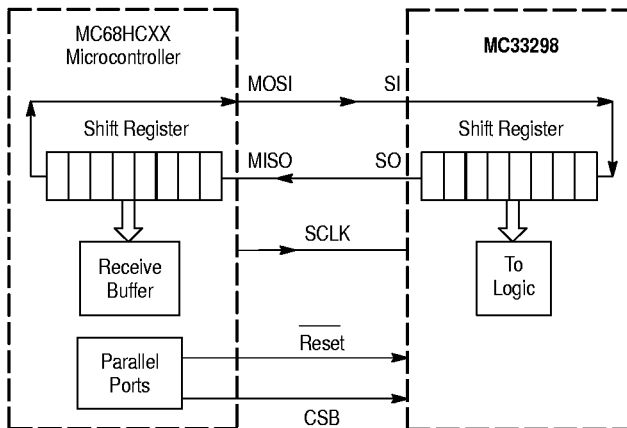 MC68HCXX
Microcontroller
MC33298
MOSI
SI
Shift Register
Shift Register
MISO
SO
SCLK
Receive
Buffer
To
Logic
Reset
Parallel
Ports
CSB